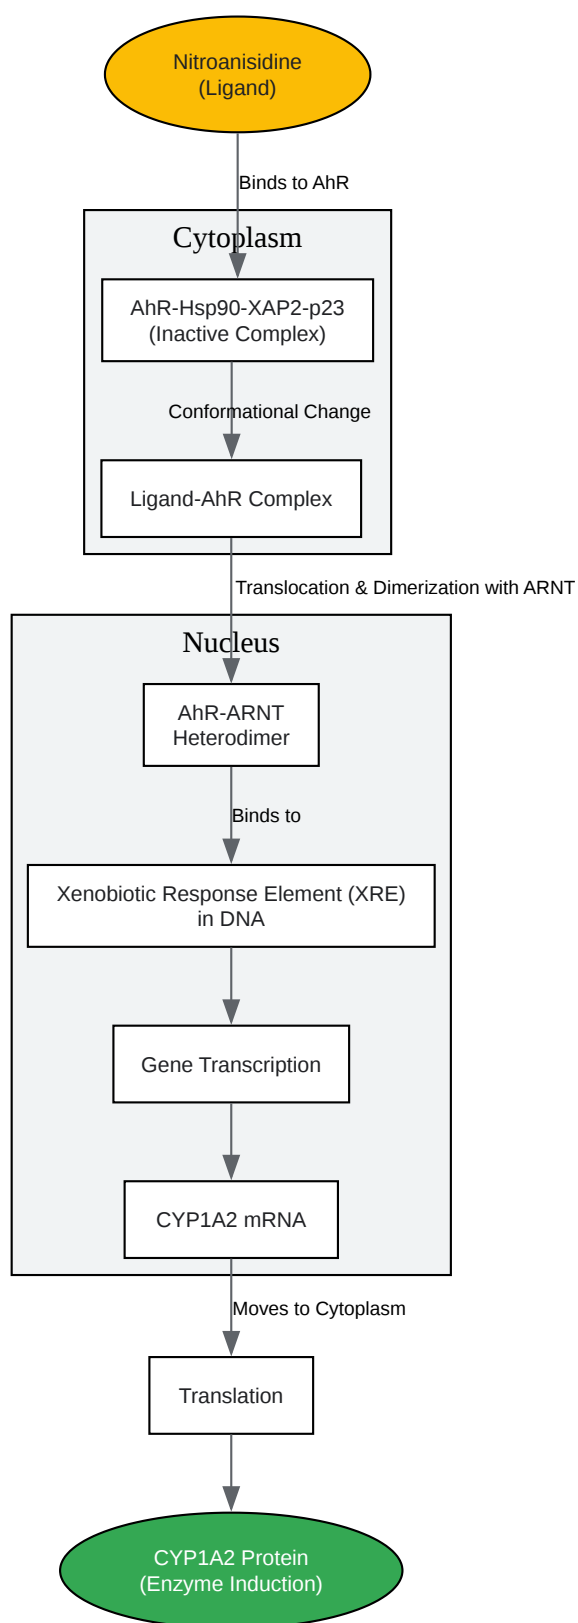 Nitroanisidine
(Ligand)
Binds to AhR
Cytoplasm
AhR-Hsp90-XAP2-p23
(Inactive Complex)
Conformational Change
Ligand-AhR Complex
Translocation & Dimerization with ARNT
Nucleus
AhR-ARNT
Heterodimer
Binds to
Xenobiotic Response Element (XRE)
in DNA
Gene Transcription
CYP1A2 mRNA
Moves to Cytoplasm
Translation
CYP1A2 Protein
(Enzyme Induction)